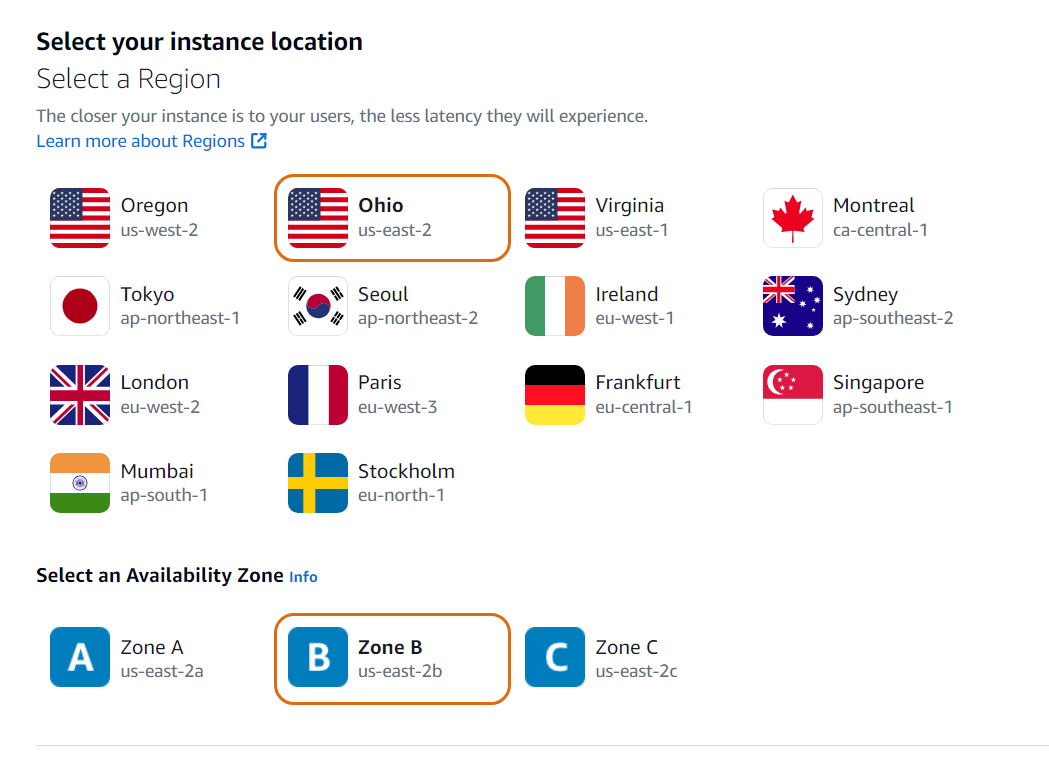 Select your instance location
Select a Region
The closer your instance is to your users, the less latency they will experience.
Learn more about Regions
Oregon
us-west-2
Ohio
us-east-2
Virginia
us-east-1
Montreal
ca-central-1
Tokyo
ap-northeast-1
Seoul
ap-northeast-2
Ireland
eu-west-1
Sydney
ap-southeast-2
London
eu-west-2
Paris
eu-west-3
Frankfurt
eu-central-1
Singapore
ap-southeast-1
Mumbai
ap-south-1
Stockholm
eu-north-1
Select an Availability Zone Info
A
Zone A
us-east-2a
B
Zone B
us-east-2b
C
Zone C
us-east-2c